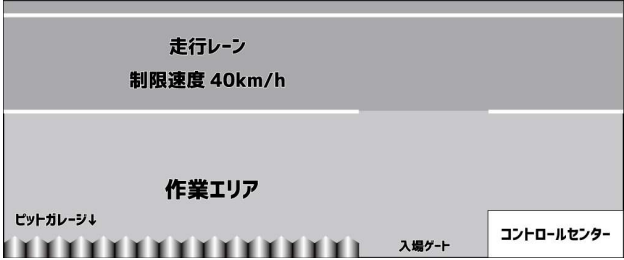 走行レーン
制限速度 40km/h
作業エリア
ピットガレージ↓
入場ゲート
コントロールセンター